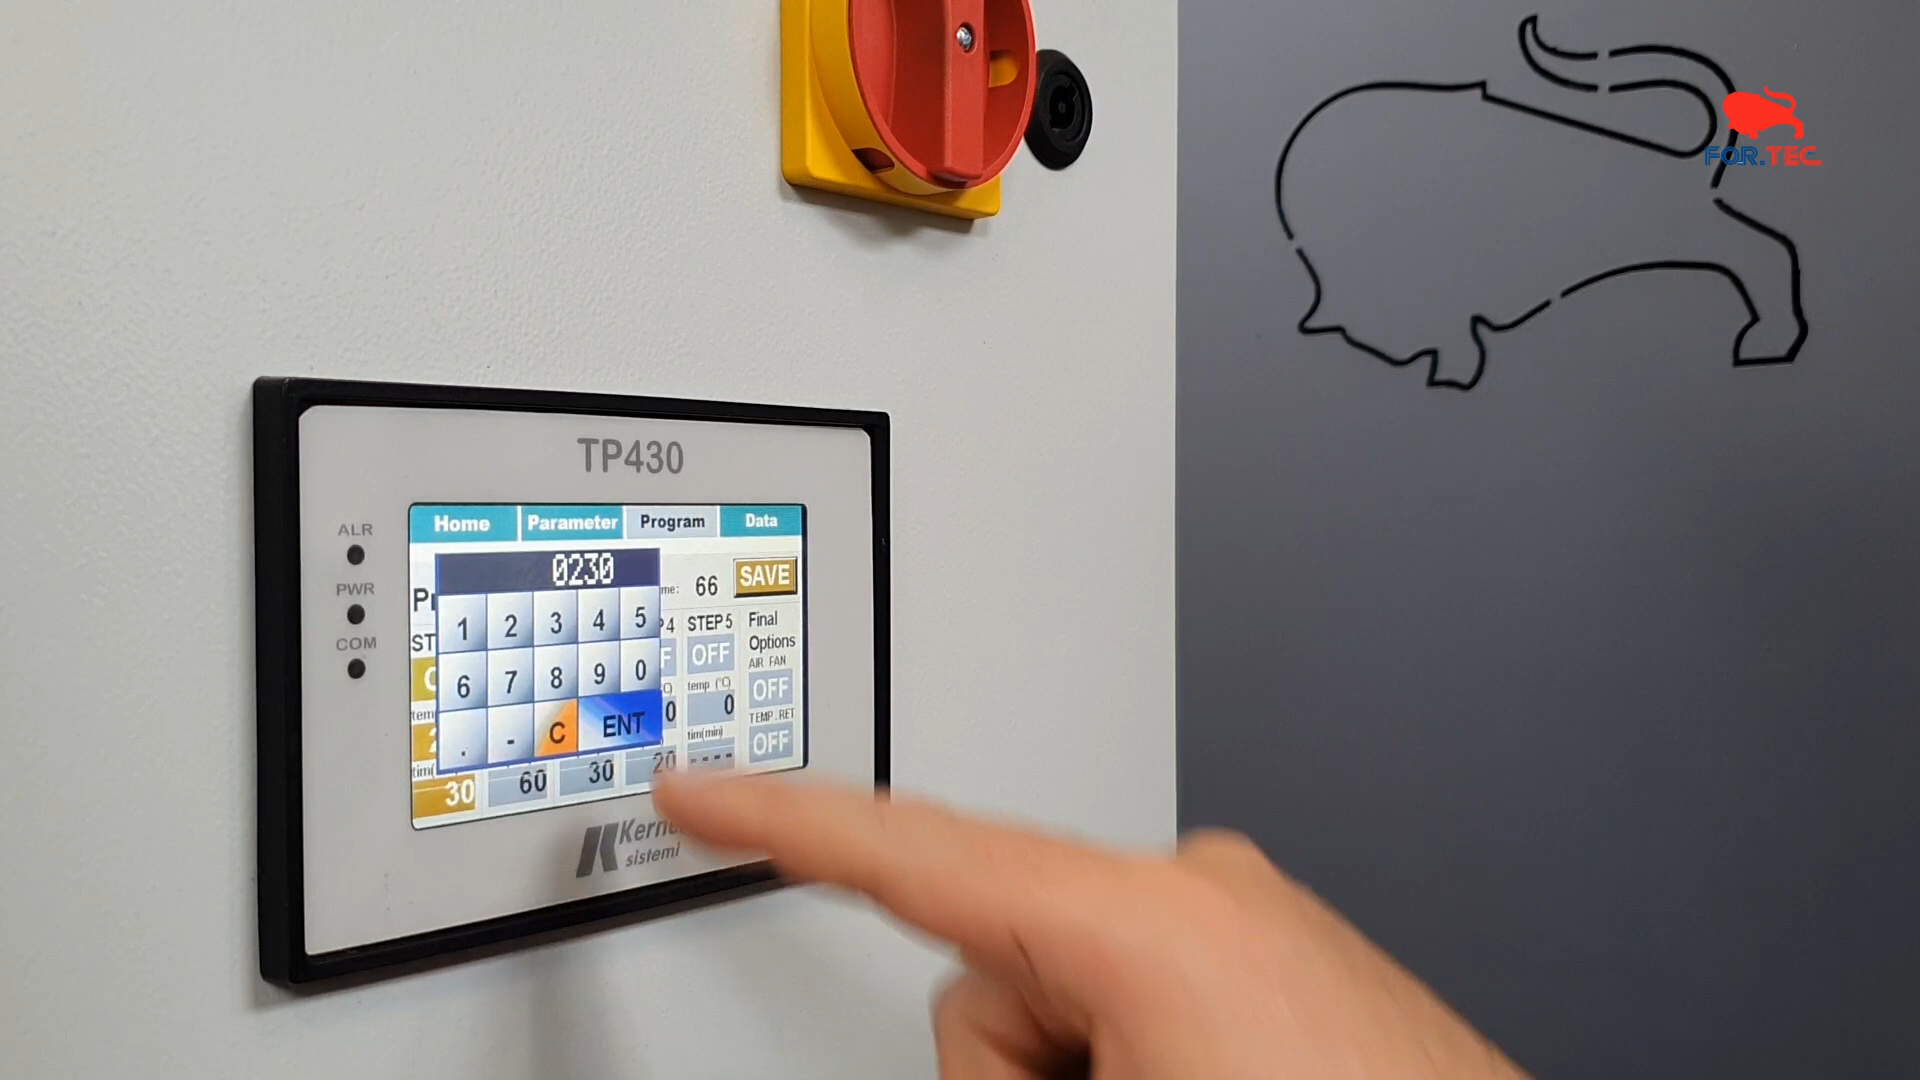 FOR.TEC
TP430
ALR
PWR
COM
Home Parameter Program Data
0230
66 SAVE
1 2 3 4 5
6 7 8 9 0
. - C ENT
STEP5
OFF
temp (°C)
0
tim(min)
----
Final
Options
AIR FAN
OFF
TEMP.RET
OFF
30 60 30 20
sistemi